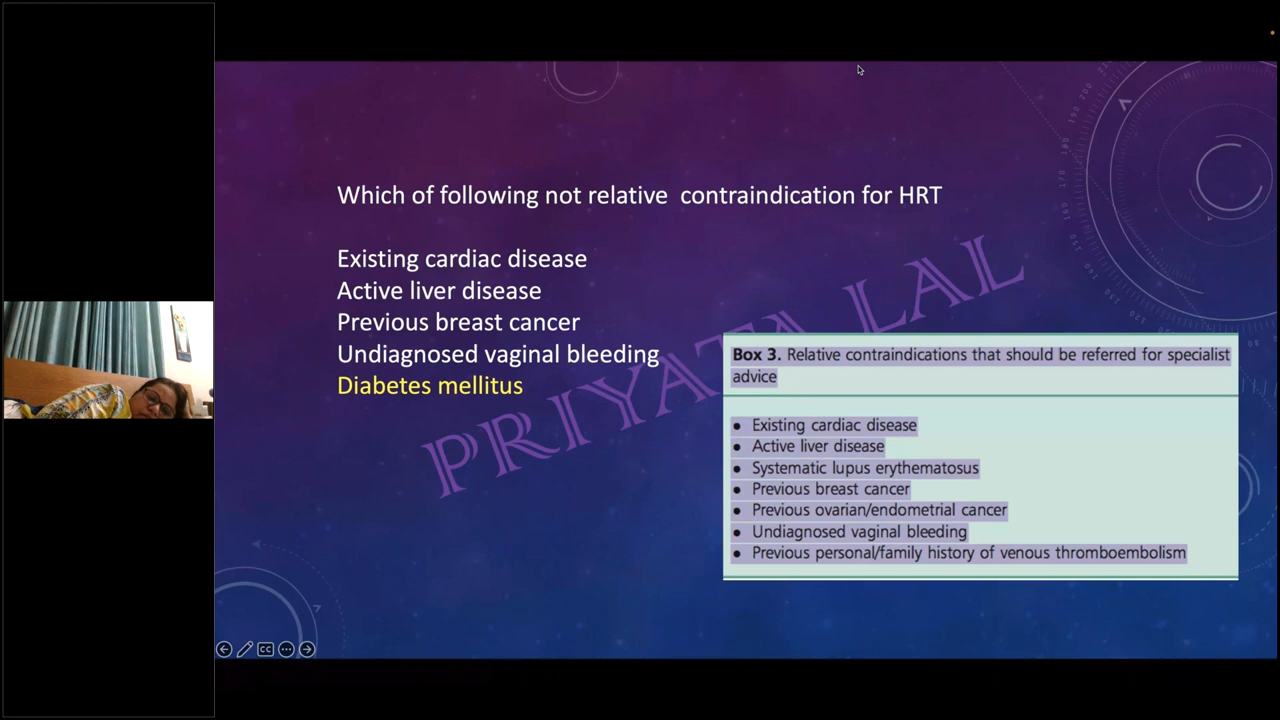 Which of following not relative contraindication for HRT
Existing cardiac disease
Active liver disease
Previous breast cancer
Undiagnosed vaginal bleeding
Diabetes mellitus
PRIYATA LAL
Box 3. Relative contraindications that should be referred for specialist
advice
• Existing cardiac disease
• Active liver disease
• Systematic lupus erythematosus
• Previous breast cancer
• Previous ovarian/endometrial cancer
• Undiagnosed vaginal bleeding
• Previous personal/family history of venous thromboembolism
CC